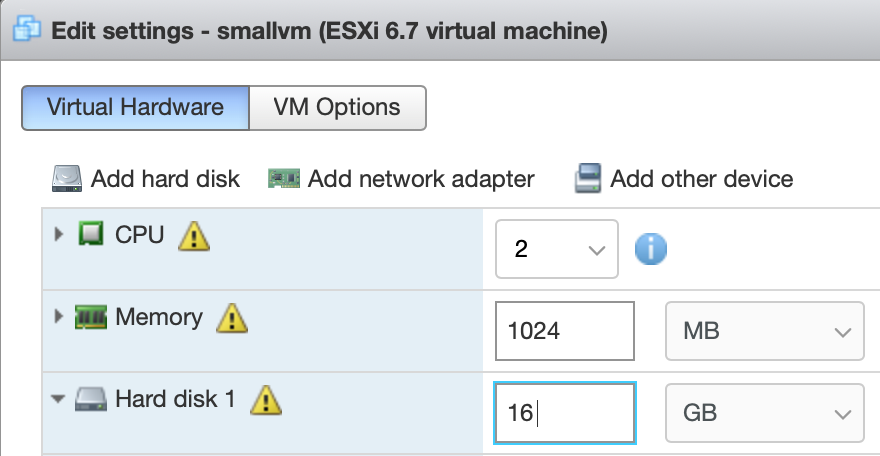 Edit settings - smallvm (ESXi 6.7 virtual machine)
Virtual Hardware VM Options
Add hard disk Add network adapter Add other device
CPU 2
Memory 1024 MB
Hard disk 1 16 GB